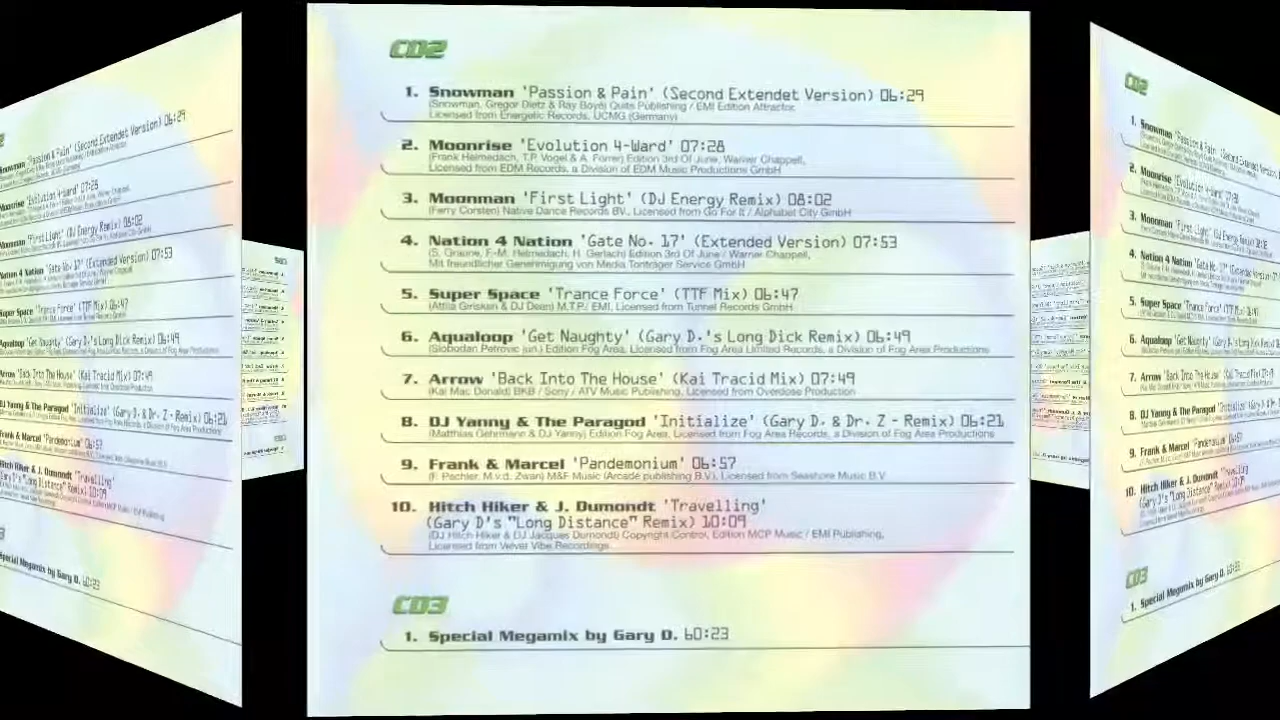 CD2
1. Snowman 'Passion & Pain' (Second Extendet Version) 06:29
(Snowman, Gregor Dietz & Ray Boye) Quits Publishing / EMI Edition Attractor,
Licensed from Energetic Records, UCMG (Germany)
2. Moonrise 'Evolution 4-Ward' 07:28
(Frank Helmedach, T.P. Vogel & A. Forrer) Edition 3rd Of June, Warner Chappell,
Licensed from EDM Records, a Division of EDM Music Productions GmbH
3. Moonman 'First Light' (DJ Energy Remix) 08:02
(Ferry Corsten) Native Dance Records BV., Licensed from Go For It / Alphabet City GmbH
4. Nation 4 Nation 'Gate No. 17' (Extended Version) 07:53
(S. Graune, F.-M. Helmedach, H. Gerlach) Edition 3rd Of June / Warner Chappell,
Mit freundlicher Genehmigung von Media Tonträger Service GmbH
5. Super Space 'Trance Force' (TTF Mix) 06:47
(Attila Giriskan & DJ Dean) M.T.P./ EMI, Licensed from Tunnel Records GmbH
6. Aqualoop 'Get Naughty' (Gary D.'s Long Dick Remix) 06:49
(Slobodan Petrovic jun.) Edition Fog Area, Licensed from Fog Area Limited Records, a Division of Fog Area Productions
7. Arrow 'Back Into The House' (Kai Tracid Mix) 07:49
(Kai Mac Donald) BKB / Sony / ATV Music Publishing, Licensed from Overdose Production
8. DJ Yanny & The Paragod 'Initialize' (Gary D. & Dr. Z - Remix) 06:21
(Matthias Gehrmann & DJ Yanny) Edition Fog Area, Licensed from Fog Area Records, a Division of Fog Area Productions
9. Frank & Marcel 'Pandemonium' 06:57
(F. Pachler, M.v.d. Zwan) M&F Music (Arcade publishing B.V.), Licensed from Seashore Music B.V
10. Hitch Hiker & J. Dumondt 'Travelling'
(Gary D's "Long Distance" Remix) 10:09
(DJ Hitch Hiker & DJ Jacques Dumondt) Copyright Control, Edition MCP Music / EMI Publishing,
Licensed from Velvet Vibe Recordings
CD3
1. Special Megamix by Gary D. 60:23